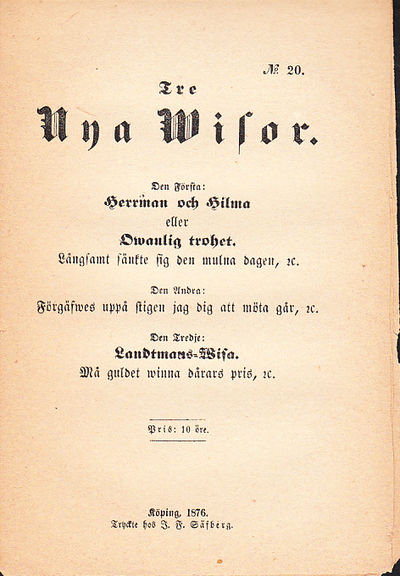 № 20.
Tre
Nya Wisor.
Den Första:
Herrman och Hilma
eller
Owanlig trohet.
Långsamt sänkte sig den mulna dagen, ꝛc.
Den Andra:
Förgäfwes uppå stigen jag dig att möta går, ꝛc.
Den Tredje:
Landtmans-Wisa.
Må guldet winna dårars pris, ꝛc.
Pris: 10 öre.
Köping, 1876.
Tryckte hos J. F. Säfberg.